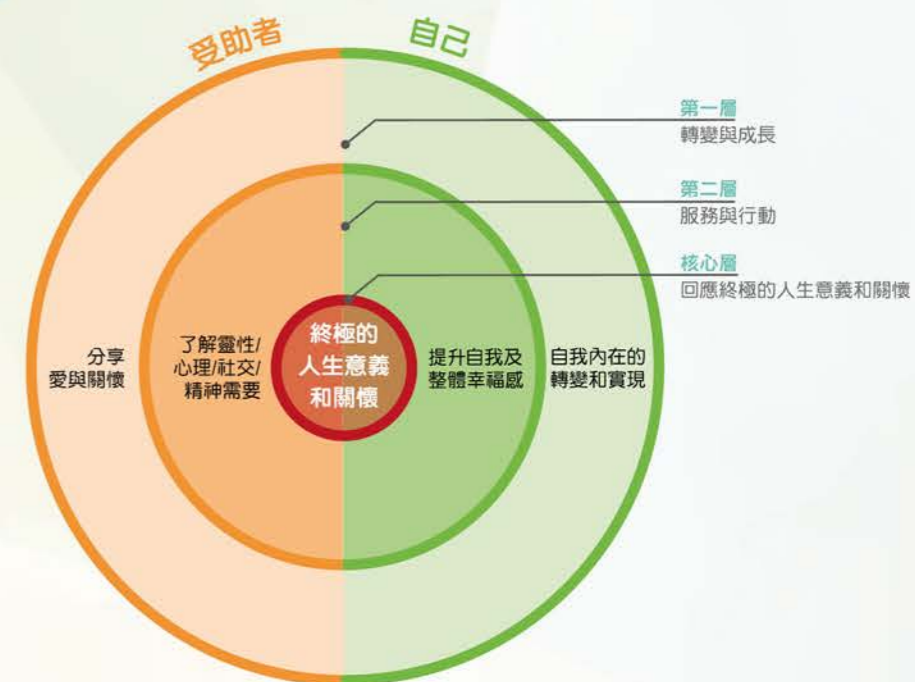 受助者
自己
第一層
轉變與成長
第二層
服務與行動
核心層
回應終極的人生意義和關懷
分享
愛與關懷
了解靈性/
心理/社交/
精神需要
終極的
人生意義
和關懷
提升自我及
整體幸福感
自我內在的
轉變和實現